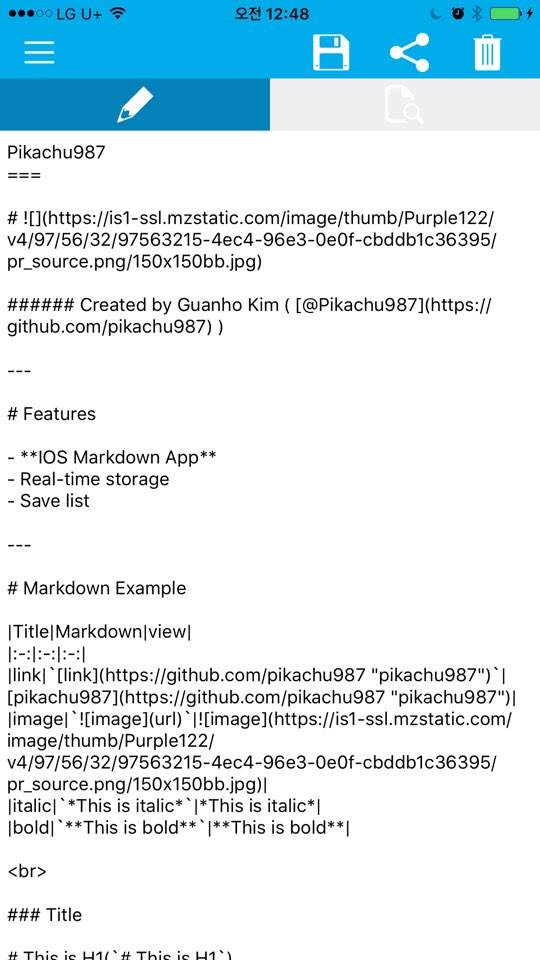 LG U+ 오전 12:48
Pikachu987
===
# ![](https://is1-ssl.mzstatic.com/image/thumb/Purple122/
v4/97/56/32/97563215-4ec4-96e3-0e0f-cbddb1c36395/
pr_source.png/150x150bb.jpg)
###### Created by Guanho Kim ( [@Pikachu987](https://
github.com/pikachu987) )
---
# Features
- **IOS Markdown App**
- Real-time storage
- Save list
---
# Markdown Example
|Title|Markdown|view|
|:-:|:-:|:-:|
|link|`[link](https://github.com/pikachu987 "pikachu987")`|
[pikachu987](https://github.com/pikachu987 "pikachu987")|
|image|`![image](url)`|![image](https://is1-ssl.mzstatic.com/
image/thumb/Purple122/
v4/97/56/32/97563215-4ec4-96e3-0e0f-cbddb1c36395/
pr_source.png/150x150bb.jpg)|
|italic|`*This is italic*`|*This is italic*|
|bold|`**This is bold**`|**This is bold**|
<br>
### Title
# This is H1(`# This is H1`)